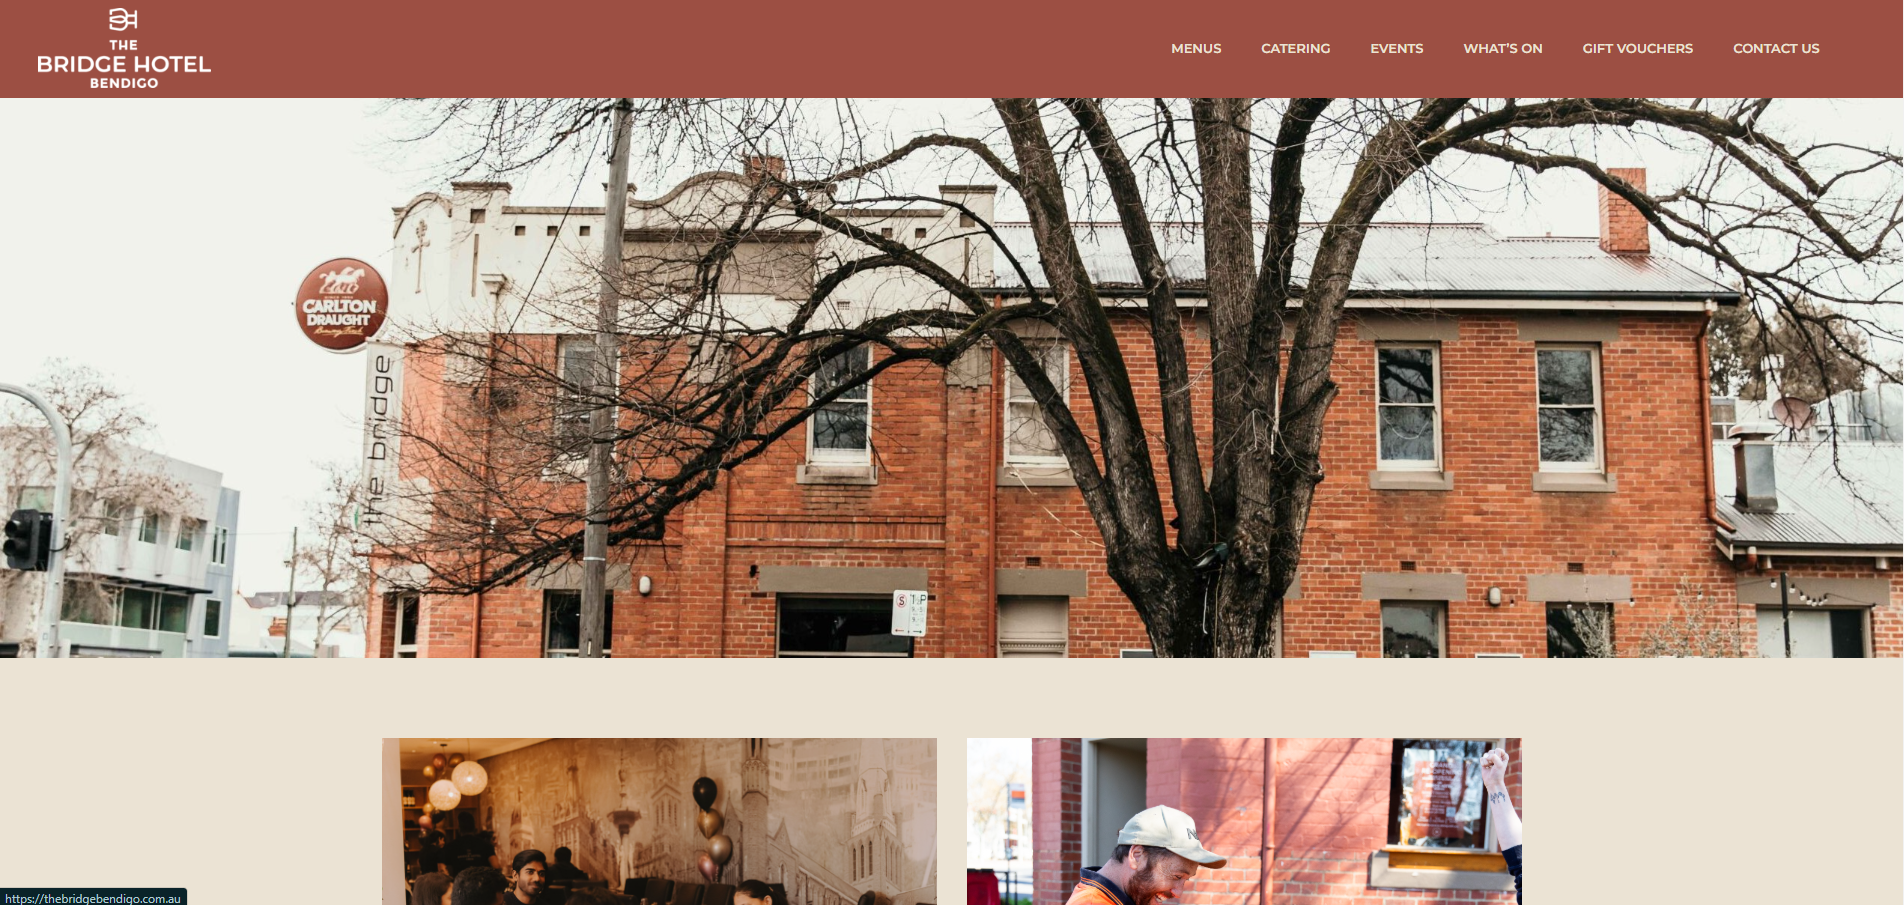 THE
BRIDGE HOTEL
BENDIGO
MENUS CATERING EVENTS WHAT'S ON GIFT VOUCHERS CONTACT US
CARLTON
DRAUGHT
the bridge
https://thebridgebendigo.com.au